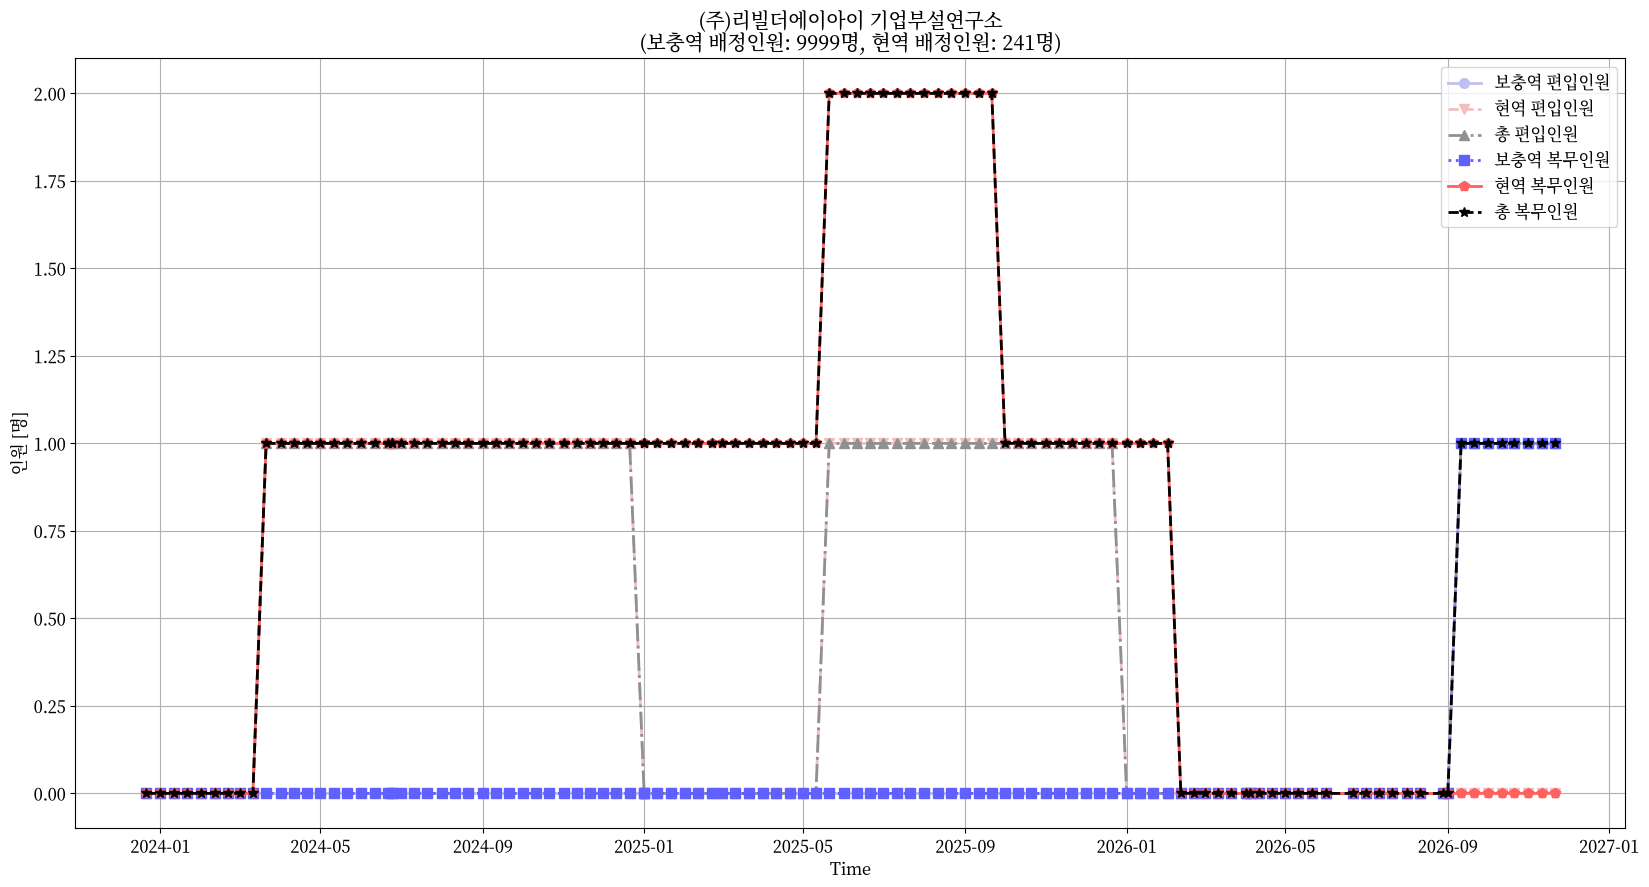 (주)리빌더에이아이 기업부설연구소
(보충역 배정인원: 9999명, 현역 배정인원: 241명)
보충역 편입인원
현역 편입인원
총 편입인원
보충역 복무인원
현역 복무인원
총 복무인원
인원 [명]
2.00
1.75
1.50
1.25
1.00
0.75
0.50
0.25
0.00
2024-01 2024-05 2024-09 2025-01 2025-05 2025-09 2026-01 2026-05 2026-09 2027-01
Time